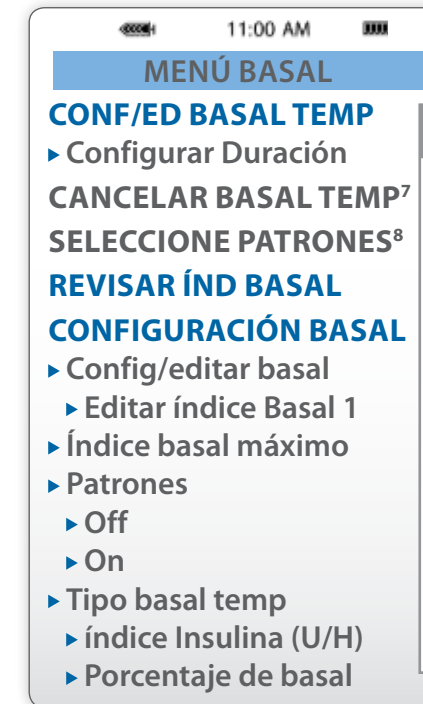 11:00 AM
MENÚ BASAL
CONF/ED BASAL TEMP
▸ Configurar Duración
CANCELAR BASAL TEMP⁷
SELECCIONE PATRONES⁸
REVISAR ÍND BASAL
CONFIGURACIÓN BASAL
▸ Config/editar basal
▸ Editar índice Basal 1
▸ Índice basal máximo
▸ Patrones
▸ Off
▸ On
▸ Tipo basal temp
▸ índice Insulina (U/H)
▸ Porcentaje de basal